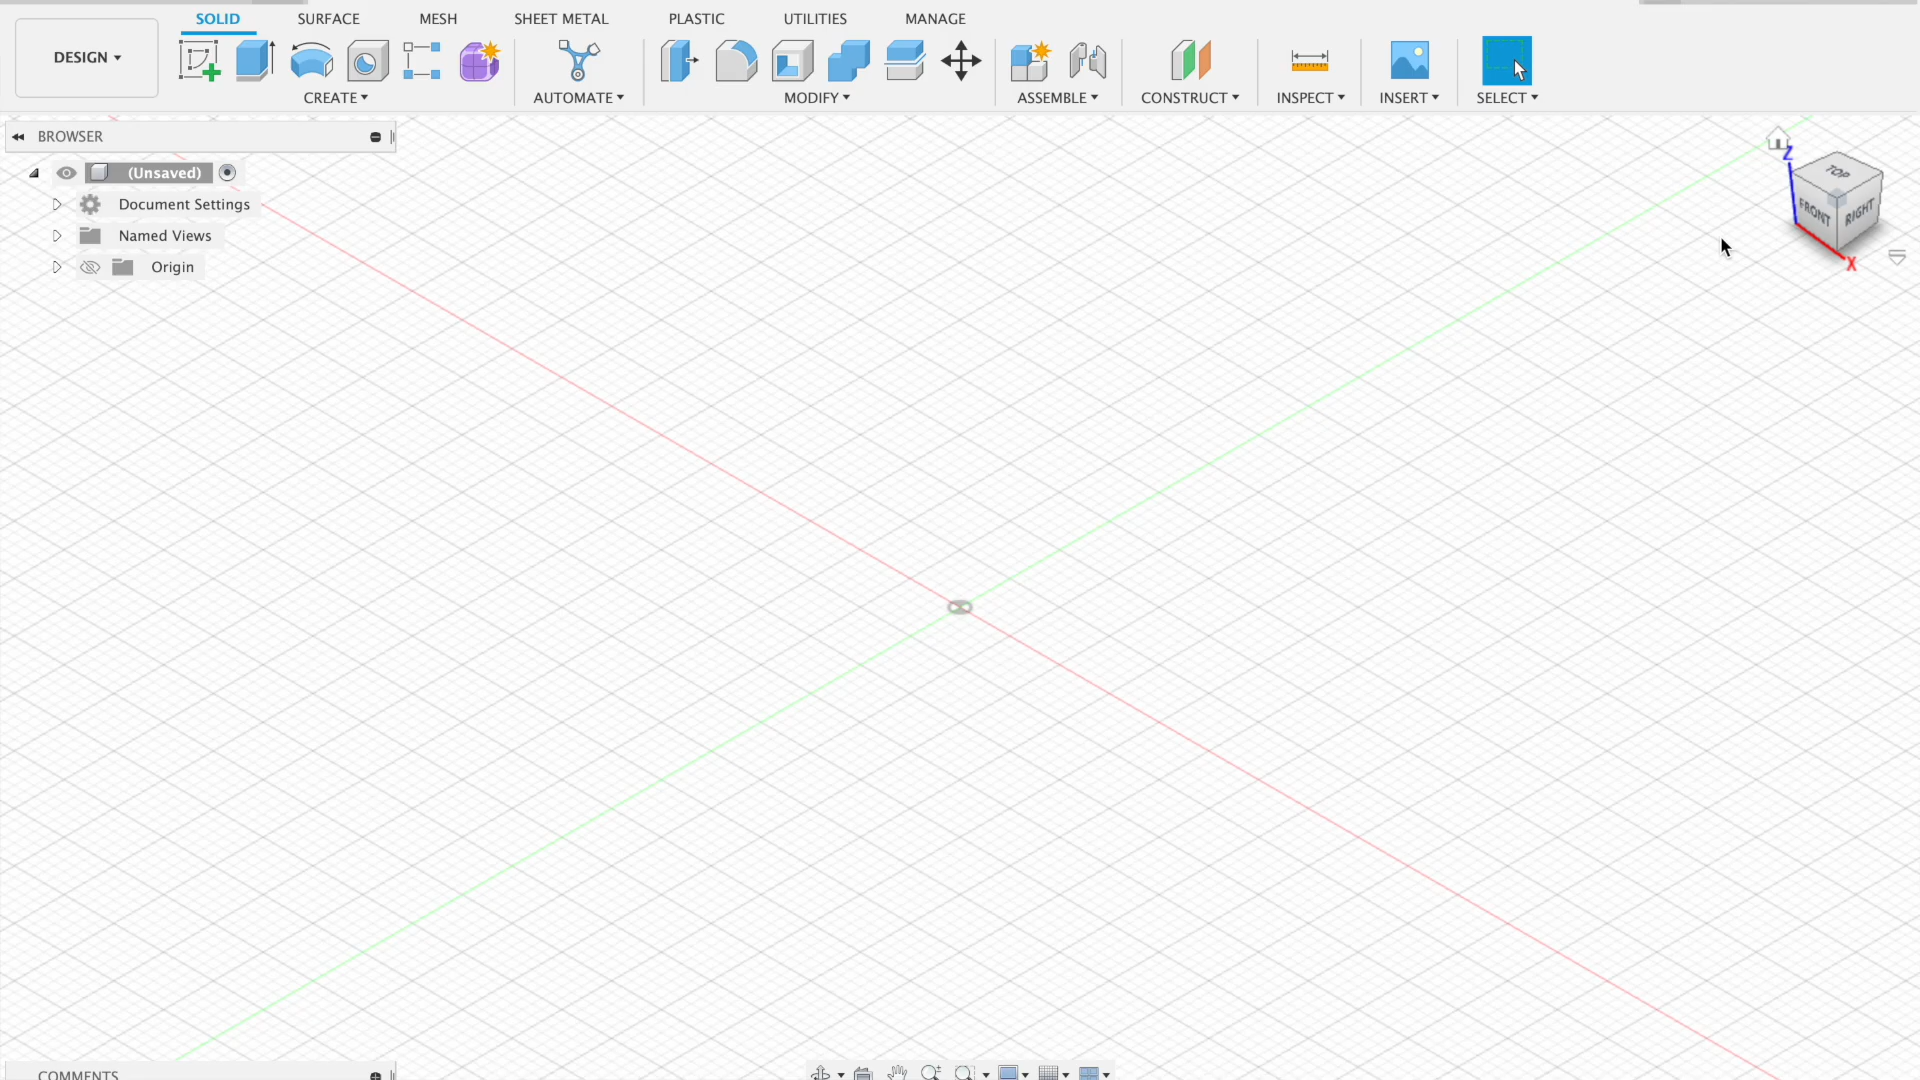 SOLID SURFACE MESH SHEET METAL PLASTIC UTILITIES MANAGE
DESIGN
CREATE AUTOMATE MODIFY ASSEMBLE CONSTRUCT INSPECT INSERT SELECT
BROWSER
(Unsaved)
Document Settings
Named Views
Origin
Z
TOP
FRONT RIGHT
X
COMMENTS